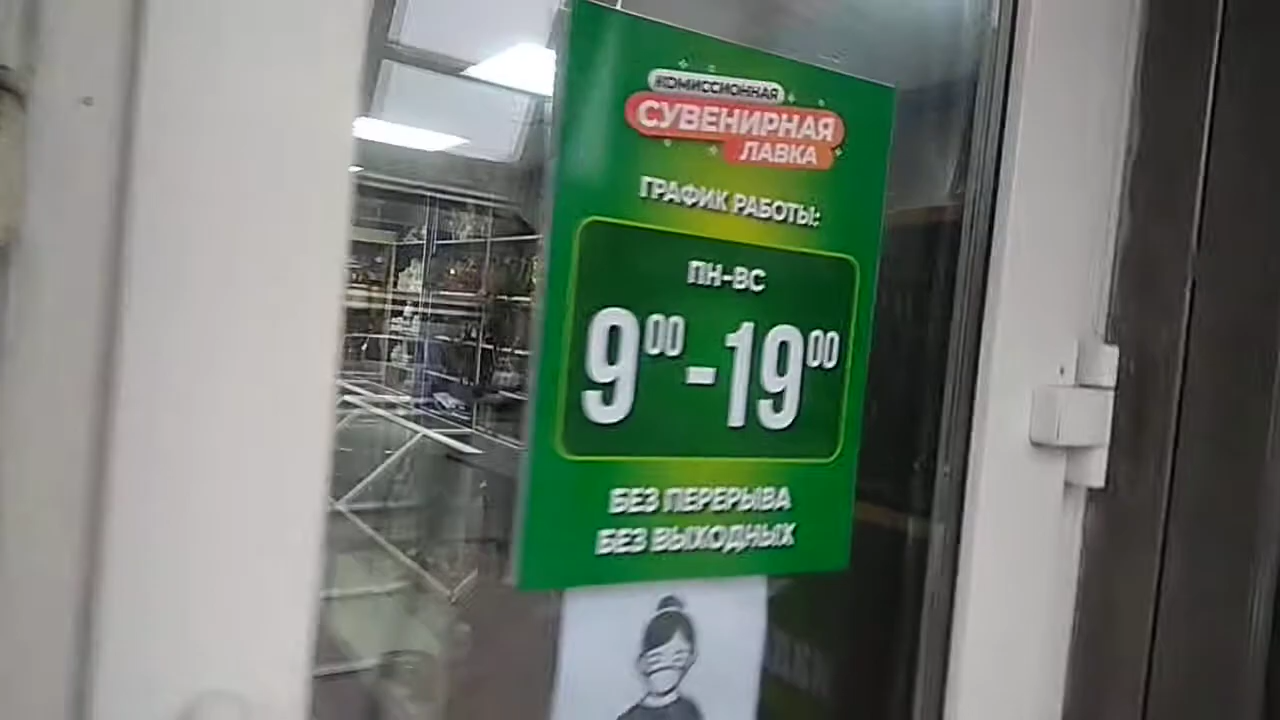 КОМИССИОННАЯ
СУВЕНИРНАЯ
ЛАВКА
ГРАФИК РАБОТЫ:
ПН-ВС
9⁰⁰-19⁰⁰
БЕЗ ПЕРЕРЫВА
БЕЗ ВЫХОДНЫХ